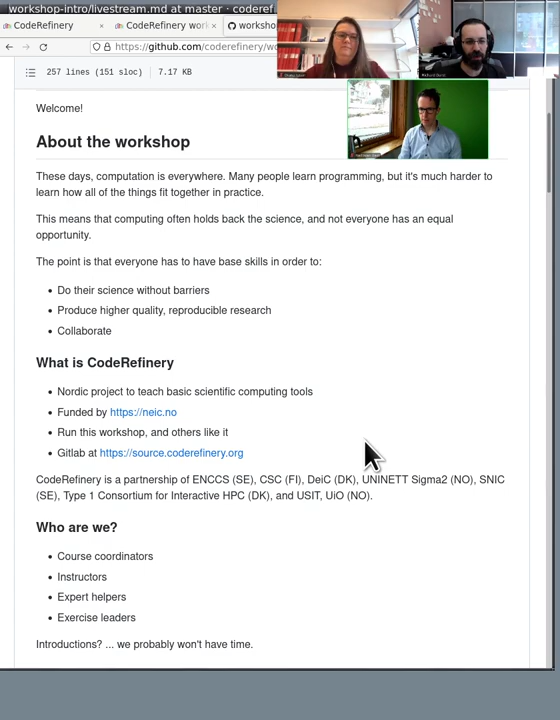 workshop-intro/livestream.md at master · coderef
CodeRefinery ×
CodeRefinery work ×
worksho
https://github.com/coderefinery/wo
257 lines (151 sloc) 7.17 KB
Welcome!
About the workshop
These days, computation is everywhere. Many people learn programming, but it's much harder to
learn how all of the things fit together in practice.
This means that computing often holds back the science, and not everyone has an equal
opportunity.
The point is that everyone has to have base skills in order to:
• Do their science without barriers
• Produce higher quality, reproducible research
• Collaborate
What is CodeRefinery
• Nordic project to teach basic scientific computing tools
• Funded by https://neic.no
• Run this workshop, and others like it
• Gitlab at https://source.coderefinery.org
CodeRefinery is a partnership of ENCCS (SE), CSC (FI), DeiC (DK), UNINETT Sigma2 (NO), SNIC
(SE), Type 1 Consortium for Interactive HPC (DK), and USIT, UiO (NO).
Who are we?
• Course coordinators
• Instructors
• Expert helpers
• Exercise leaders
Introductions? ... we probably won't have time.